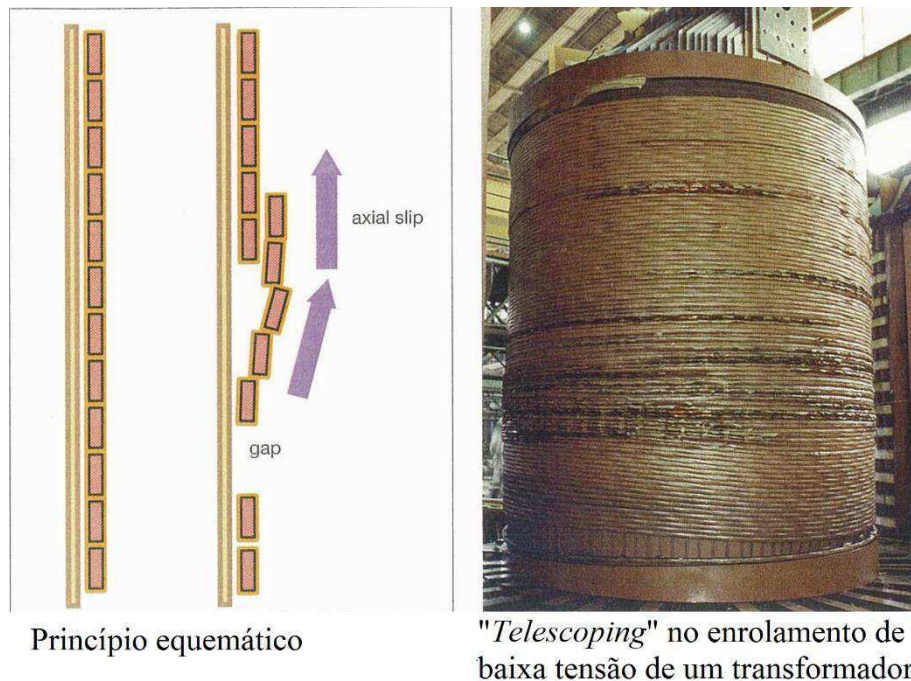 axial slip
gap
Princípio equemático
"Telescoping" no enrolamento de
baixa tensão de um transformador